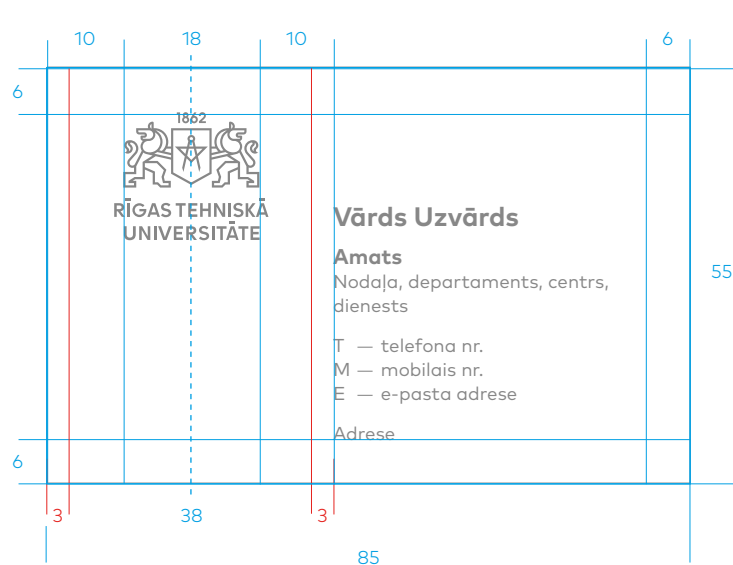 10 18 10 6
6
1862
RĪGAS TEHNISKĀ
UNIVERSITĀTE
Vārds Uzvārds
Amats
Nodaļa, departaments, centrs,
dienests
55
T — telefona nr.
M — mobilais nr.
E — e-pasta adrese
Adrese
6
3 38 3
85